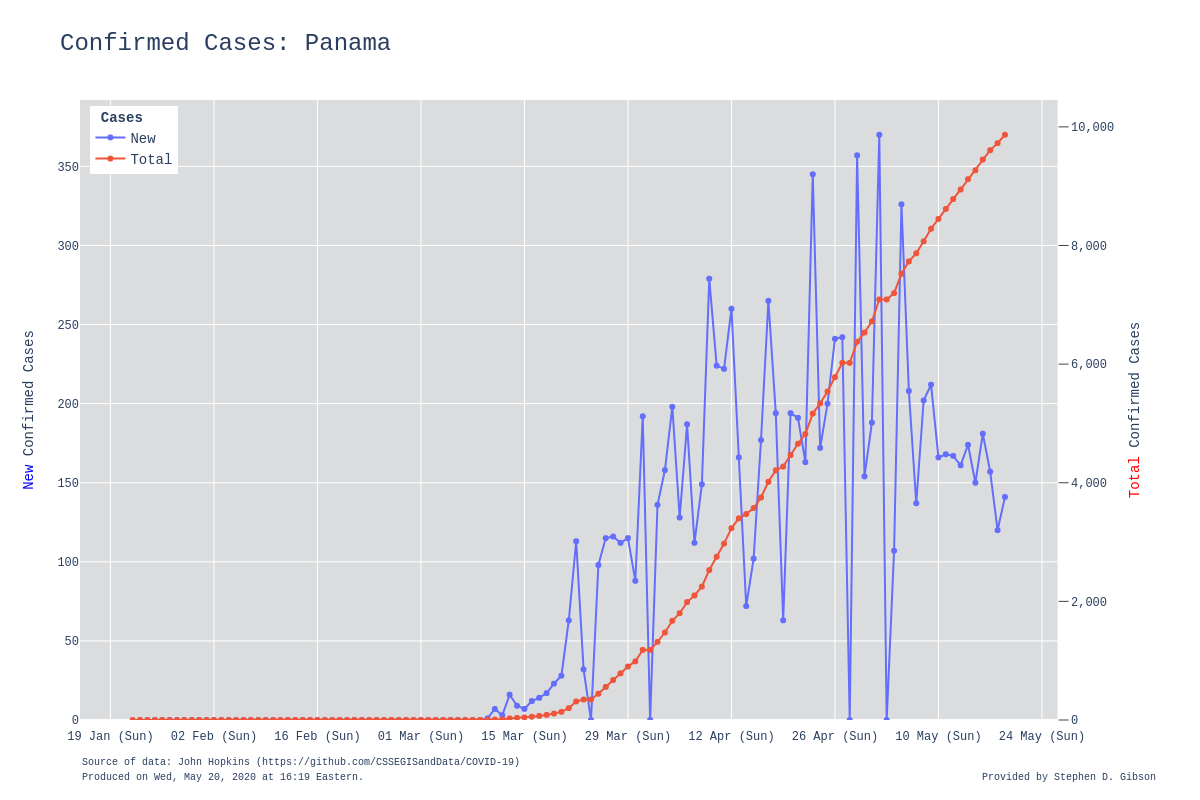 Confirmed Cases: Panama
Cases
New
Total
350
300
250
200
150
100
50
0
10,000
8,000
6,000
4,000
2,000
0
New Confirmed Cases
Total Confirmed Cases
19 Jan (Sun) 02 Feb (Sun) 16 Feb (Sun) 01 Mar (Sun) 15 Mar (Sun) 29 Mar (Sun) 12 Apr (Sun) 26 Apr (Sun) 10 May (Sun) 24 May (Sun)
Source of data: John Hopkins (https://github.com/CSSEGISandData/COVID-19)
Produced on Wed, May 20, 2020 at 16:19 Eastern.
Provided by Stephen D. Gibson